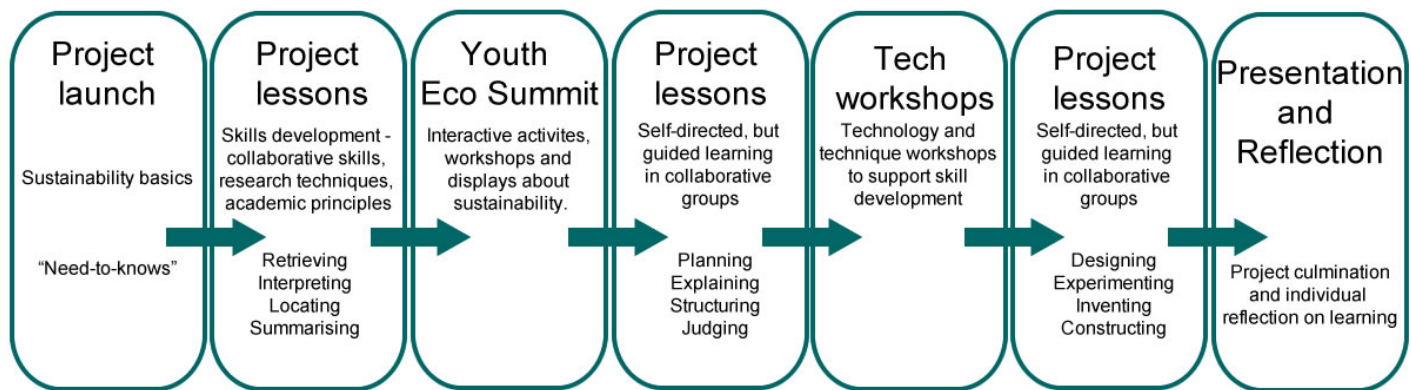 Project
launch
Sustainability basics
“Need-to-knows”
Project
lessons
Skills development -
collaborative skills,
research techniques,
academic principles
Retrieving
Interpreting
Locating
Summarising
Youth
Eco Summit
Interactive activites,
workshops and
displays about
sustainability.
Project
lessons
Self-directed, but
guided learning
in collaborative
groups
Planning
Explaining
Structuring
Judging
Tech
workshops
Technology and
technique workshops
to support skill
development
Project
lessons
Self-directed, but
guided learning
in collaborative
groups
Designing
Experimenting
Inventing
Constructing
Presentation
and
Reflection
Project culmination
and individual
reflection on learning